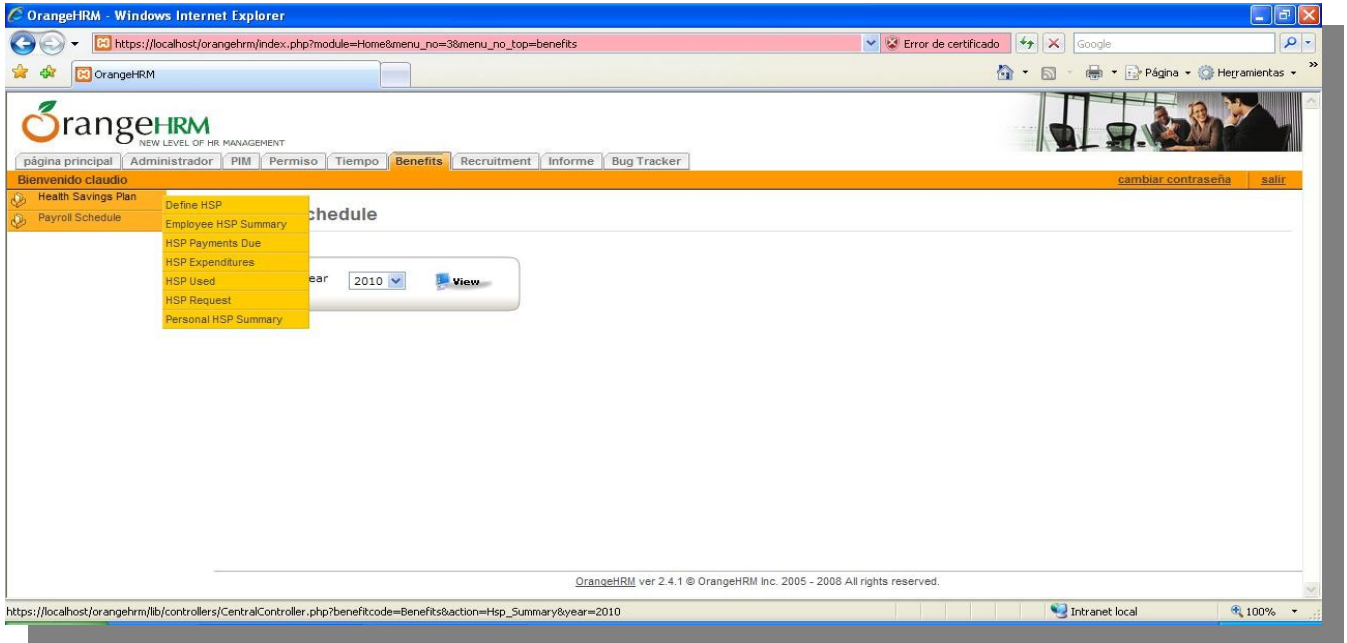 OrangeHRM - Windows Internet Explorer
https://localhost/orangehrm/index.php?module=Home&menu_no=3&menu_no_top=benefits
Error de certificado
Google
OrangeHRM
Página
Herramientas
OrangeHRM
NEW LEVEL OF HR MANAGEMENT
página principal Administrador PIM Permiso Tiempo Benefits Recruitment Informe Bug Tracker
Bienvenido claudio
cambiar contraseña salir
Health Savings Plan
Payroll Schedule
Define HSP
Employee HSP Summary
HSP Payments Due
HSP Expenditures
HSP Used
HSP Request
Personal HSP Summary
chedule
ear 2010 View
OrangeHRM ver 2.4.1 © OrangeHRM Inc. 2005 - 2008 All rights reserved.
https://localhost/orangehrm/lib/controllers/CentralController.php?benefitcode=Benefits&action=Hsp_Summary&year=2010
Intranet local
100%